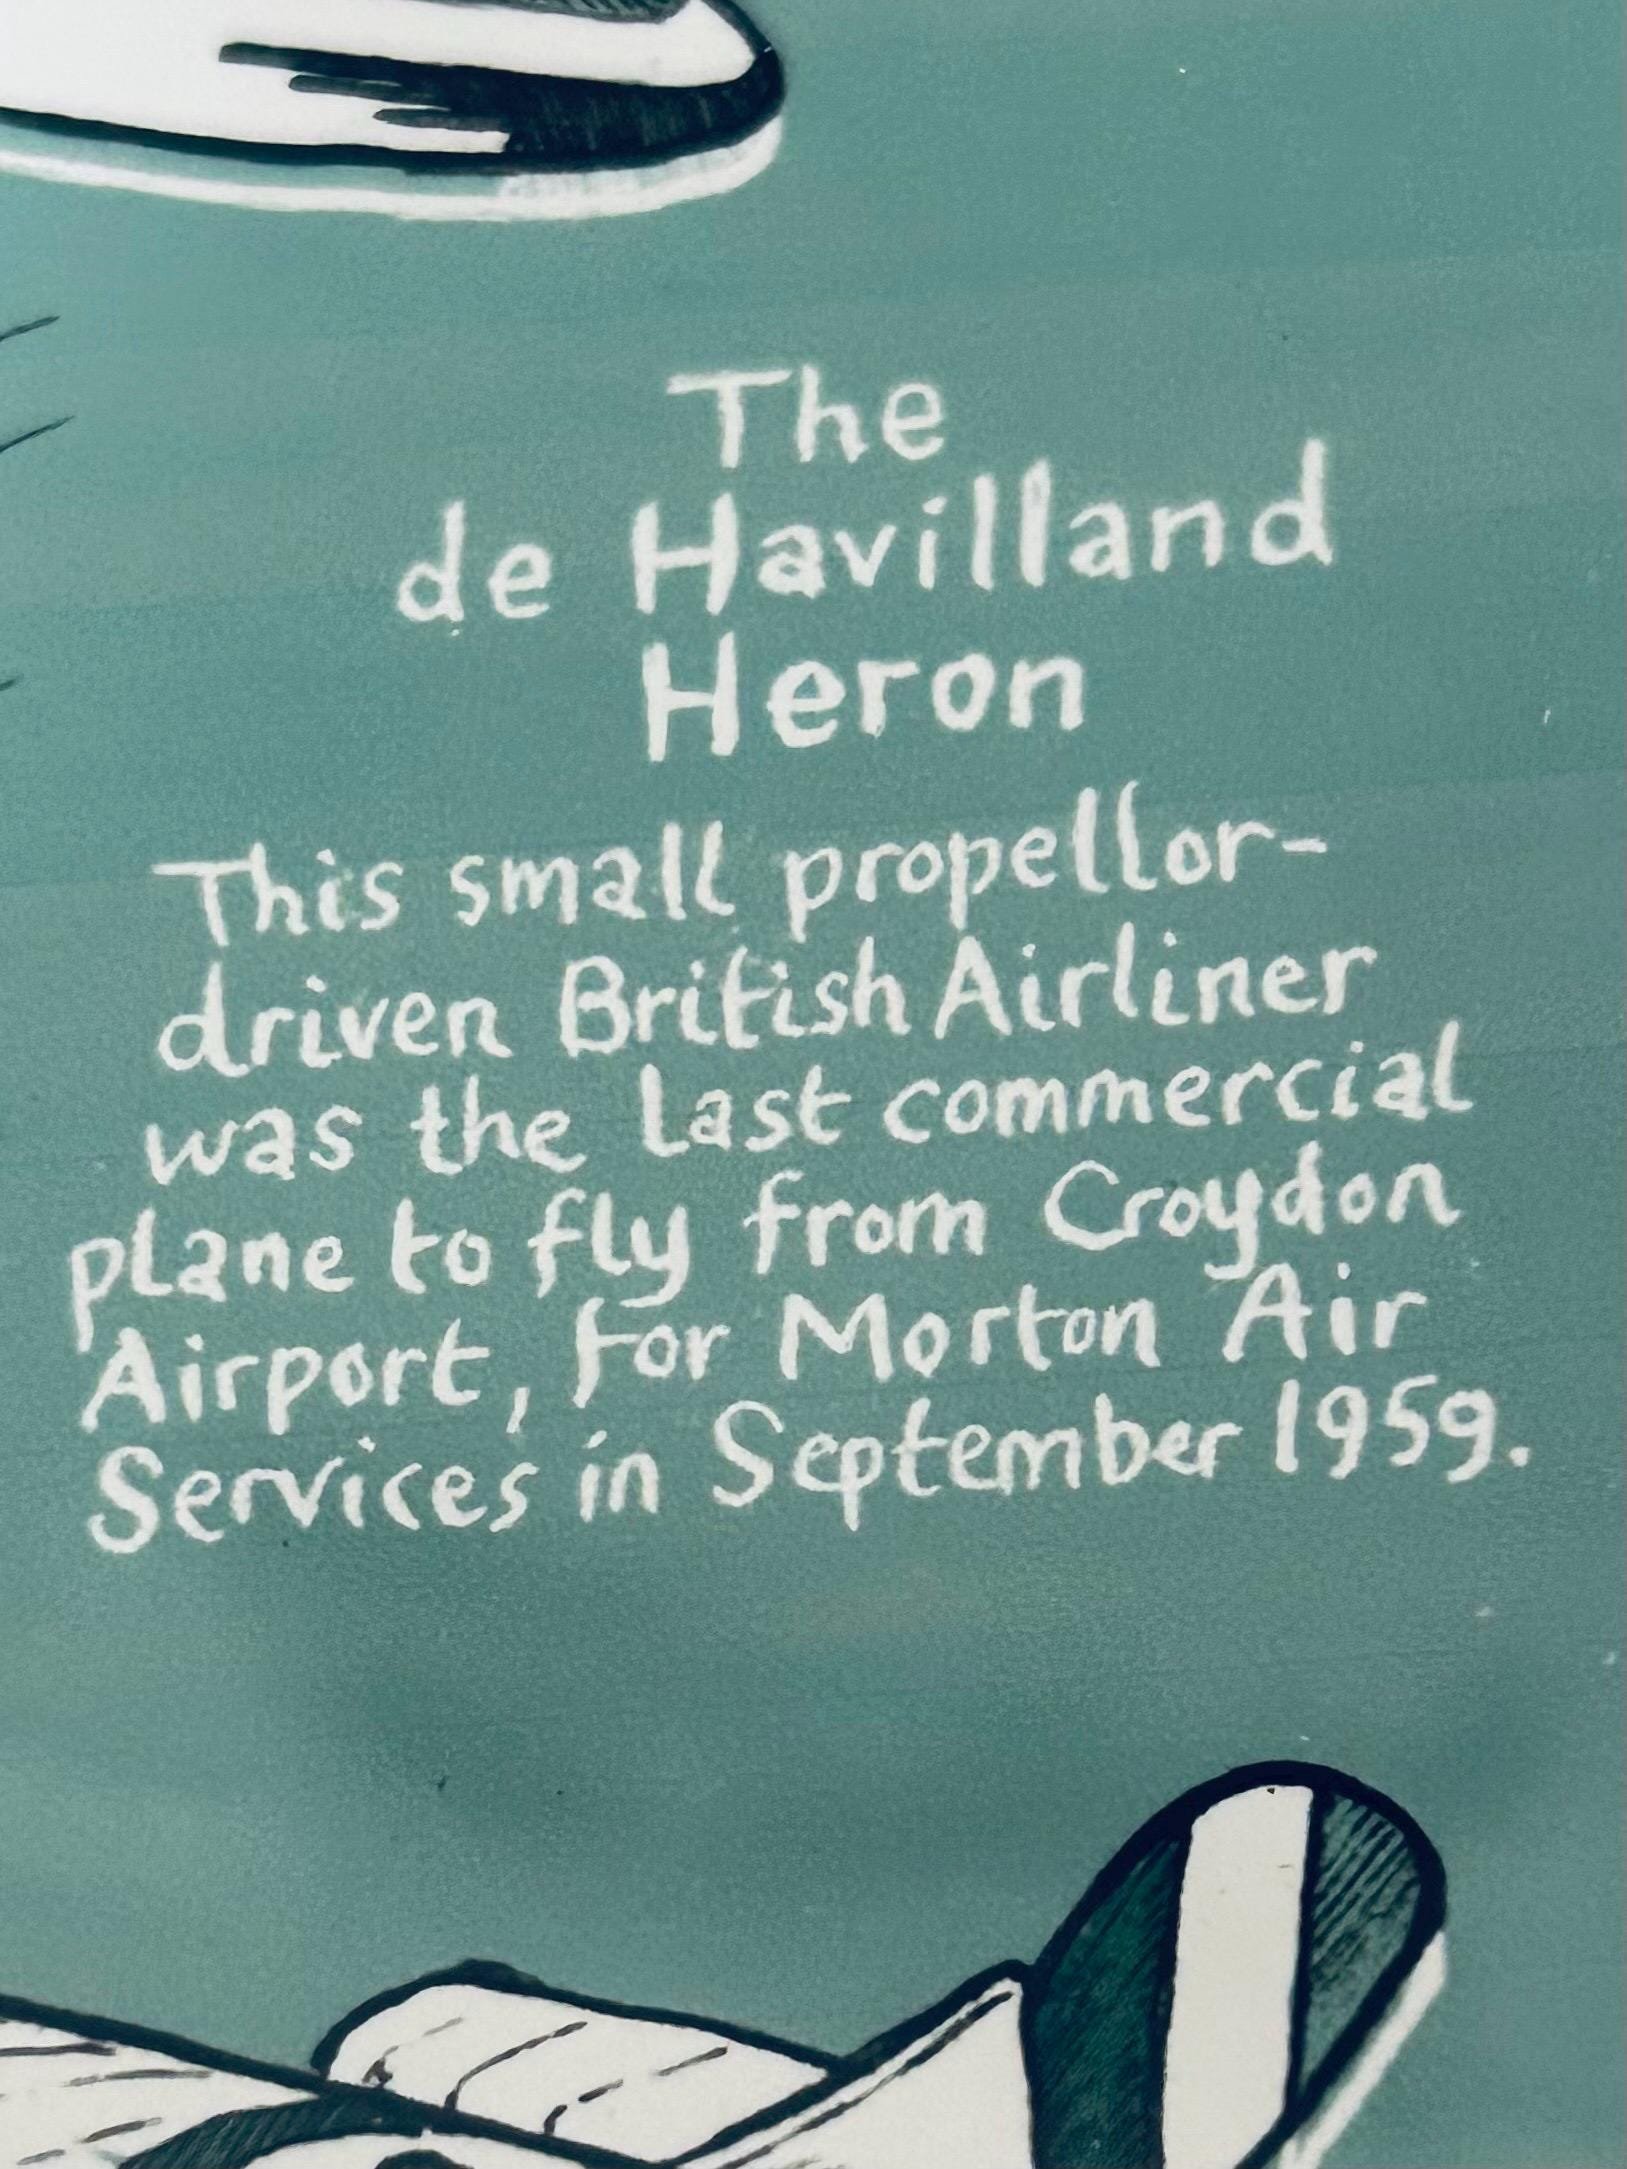 The
de Havilland
Heron
This small propellor-
driven British Airliner
was the last commercial
plane to fly from Croydon
Airport, for Morton Air
Services in September 1959.